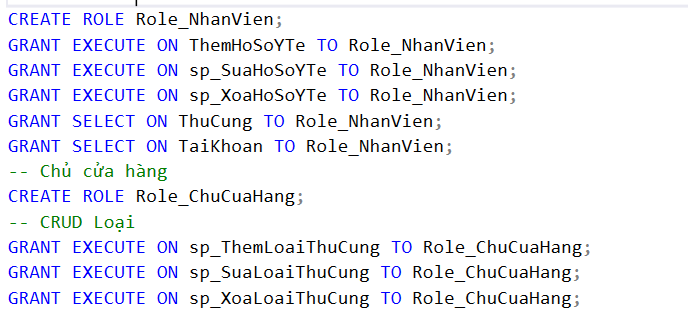 CREATE ROLE Role_NhanVien;
GRANT EXECUTE ON ThemHoSoYTe TO Role_NhanVien;
GRANT EXECUTE ON sp_SuaHoSoYTe TO Role_NhanVien;
GRANT EXECUTE ON sp_XoaHoSoYTe TO Role_NhanVien;
GRANT SELECT ON ThuCung TO Role_NhanVien;
GRANT SELECT ON TaiKhoan TO Role_NhanVien;
-- Chủ cửa hàng
CREATE ROLE Role_ChuCuaHang;
-- CRUD Loại
GRANT EXECUTE ON sp_ThemLoaiThuCung TO Role_ChuCuaHang;
GRANT EXECUTE ON sp_SuaLoaiThuCung TO Role_ChuCuaHang;
GRANT EXECUTE ON sp_XoaLoaiThuCung TO Role_ChuCuaHang;